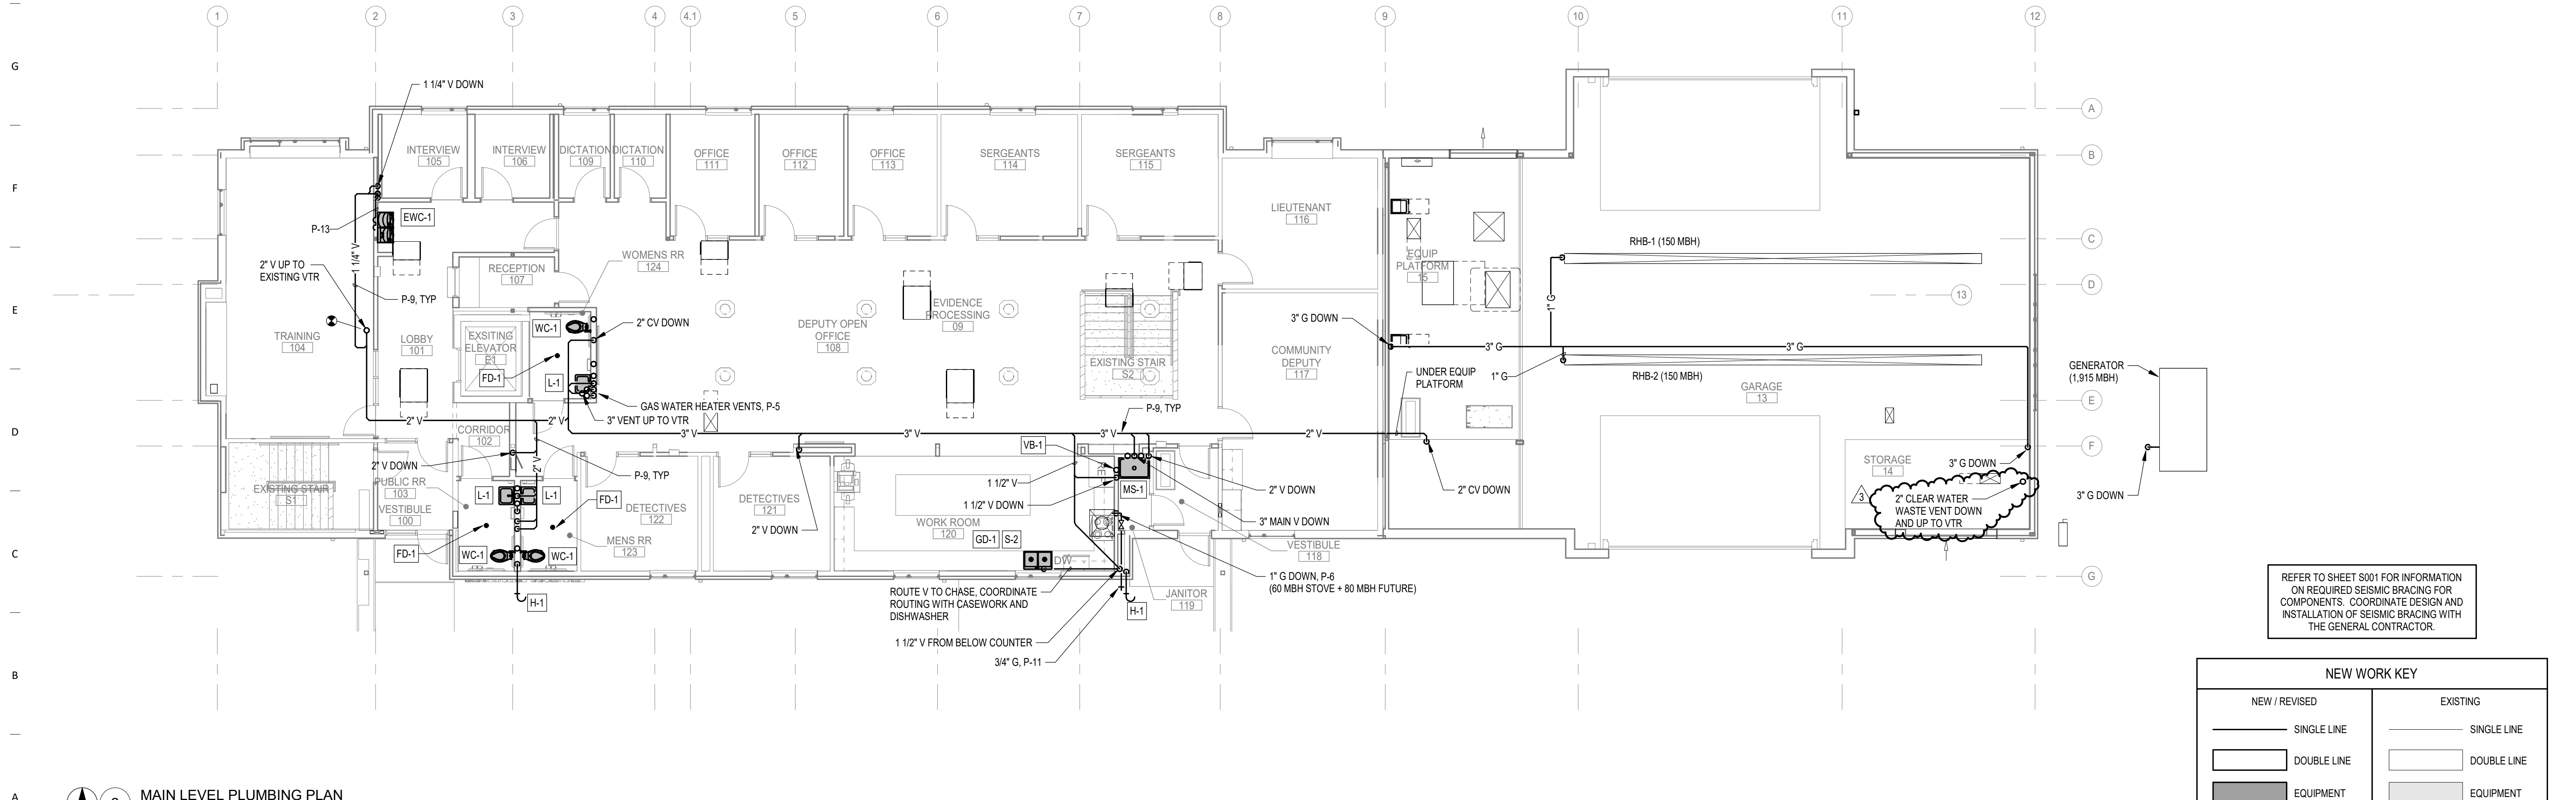 1
2
3
4
4.1
5
6
7
8
9
10
11
12
G
F
E
D
C
B
A
A
B
C
D
E
F
G
13
1 1/4" V DOWN
INTERVIEW
105
INTERVIEW
106
DICTATION
109
DICTATION
110
OFFICE
111
OFFICE
112
OFFICE
113
SERGEANTS
114
SERGEANTS
115
LIEUTENANT
116
EWC-1
P-13
1 1/4" V
2" V UP TO
EXISTING VTR
P-9, TYP
TRAINING
104
LOBBY
101
RECEPTION
107
WOMENS RR
124
EXSITING
ELEVATOR
E1
WC-1
FD-1
L-1
2" CV DOWN
GAS WATER HEATER VENTS, P-5
3" VENT UP TO VTR
DEPUTY OPEN
OFFICE
108
EVIDENCE
PROCESSING
09
EXISTING STAIR
S2
COMMUNITY
DEPUTY
117
EQUIP
PLATFORM
15
RHB-1 (150 MBH)
1" G
3" G DOWN
3" G
3" G
1" G
RHB-2 (150 MBH)
UNDER EQUIP
PLATFORM
GARAGE
13
GENERATOR
(1,915 MBH)
2" V
2" V
3" V
3" V
3" V
2" V
P-9, TYP
CORRIDOR
102
2" V DOWN
2" V
P-9, TYP
PUBLIC RR
103
VESTIBULE
100
EXISTING STAIR
S1
L-1
L-1
FD-1
FD-1
WC-1
WC-1
MENS RR
123
H-1
DETECTIVES
122
DETECTIVES
121
2" V DOWN
WORK ROOM
120
GD-1
S-2
DW
VB-1
MS-1
1 1/2" V
1 1/2" V DOWN
2" V DOWN
3" MAIN V DOWN
VESTIBULE
118
1" G DOWN, P-6
(60 MBH STOVE + 80 MBH FUTURE)
JANITOR
119
H-1
ROUTE V TO CHASE, COORDINATE
ROUTING WITH CASEWORK AND
DISHWASHER
1 1/2" V FROM BELOW COUNTER
3/4" G, P-11
2" CV DOWN
STORAGE
14
3" G DOWN
3
2" CLEAR WATER
WASTE VENT DOWN
AND UP TO VTR
3" G DOWN
REFER TO SHEET S001 FOR INFORMATION
ON REQUIRED SEISMIC BRACING FOR
COMPONENTS. COORDINATE DESIGN AND
INSTALLATION OF SEISMIC BRACING WITH
THE GENERAL CONTRACTOR.
NEW WORK KEY
NEW / REVISED
EXISTING
SINGLE LINE
SINGLE LINE
DOUBLE LINE
DOUBLE LINE
EQUIPMENT
EQUIPMENT
MAIN LEVEL PLUMBING PLAN